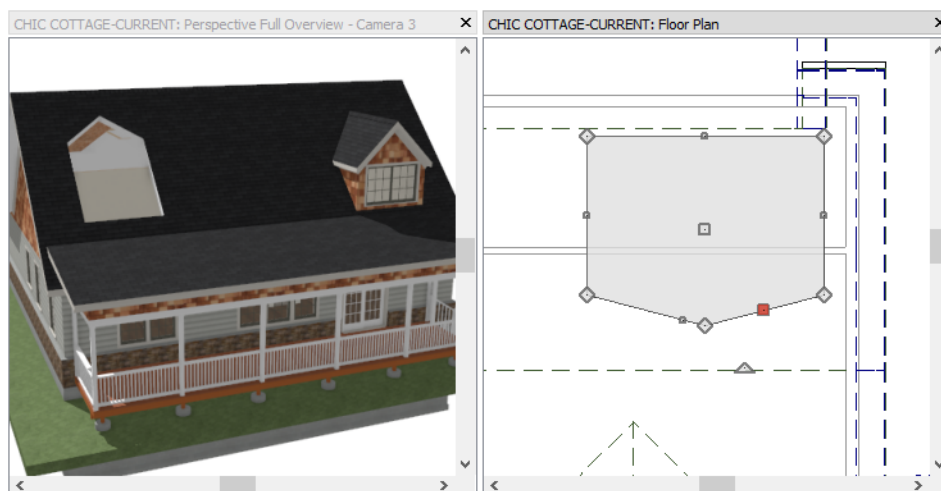 CHIC COTTAGE-CURRENT: Perspective Full Overview - Camera 3
CHIC COTTAGE-CURRENT: Floor Plan